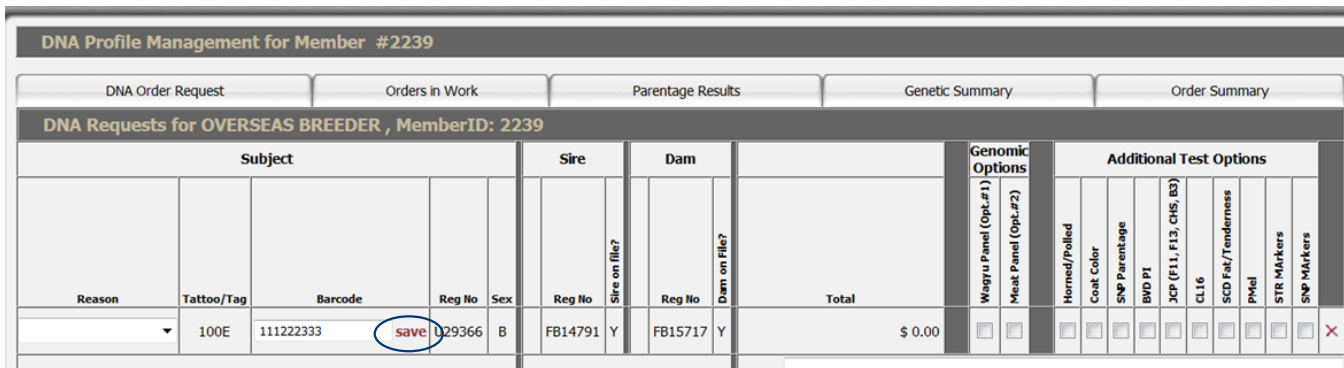 DNA Profile Management for Member #2239
DNA Order Request Orders in Work Parentage Results Genetic Summary Order Summary
DNA Requests for OVERSEAS BREEDER , MemberID: 2239
Subject Sire Dam Genomic Options Additional Test Options
Reason Tattoo/Tag Barcode Reg No Sex Reg No Sire on file? Reg No Dam on File? Total Wagyu Panel (Opt.#1) Meat Panel (Opt.#2) Horned/Polled Coat Color SNP Parentage BVD PI JCP (F11, F13, CHS, B3) CL16 SCD Fat/Tenderness PMel STR MArkers SNP MArkers
100E 111222333 save U29366 B FB14791 Y FB15717 Y $ 0.00 ✕